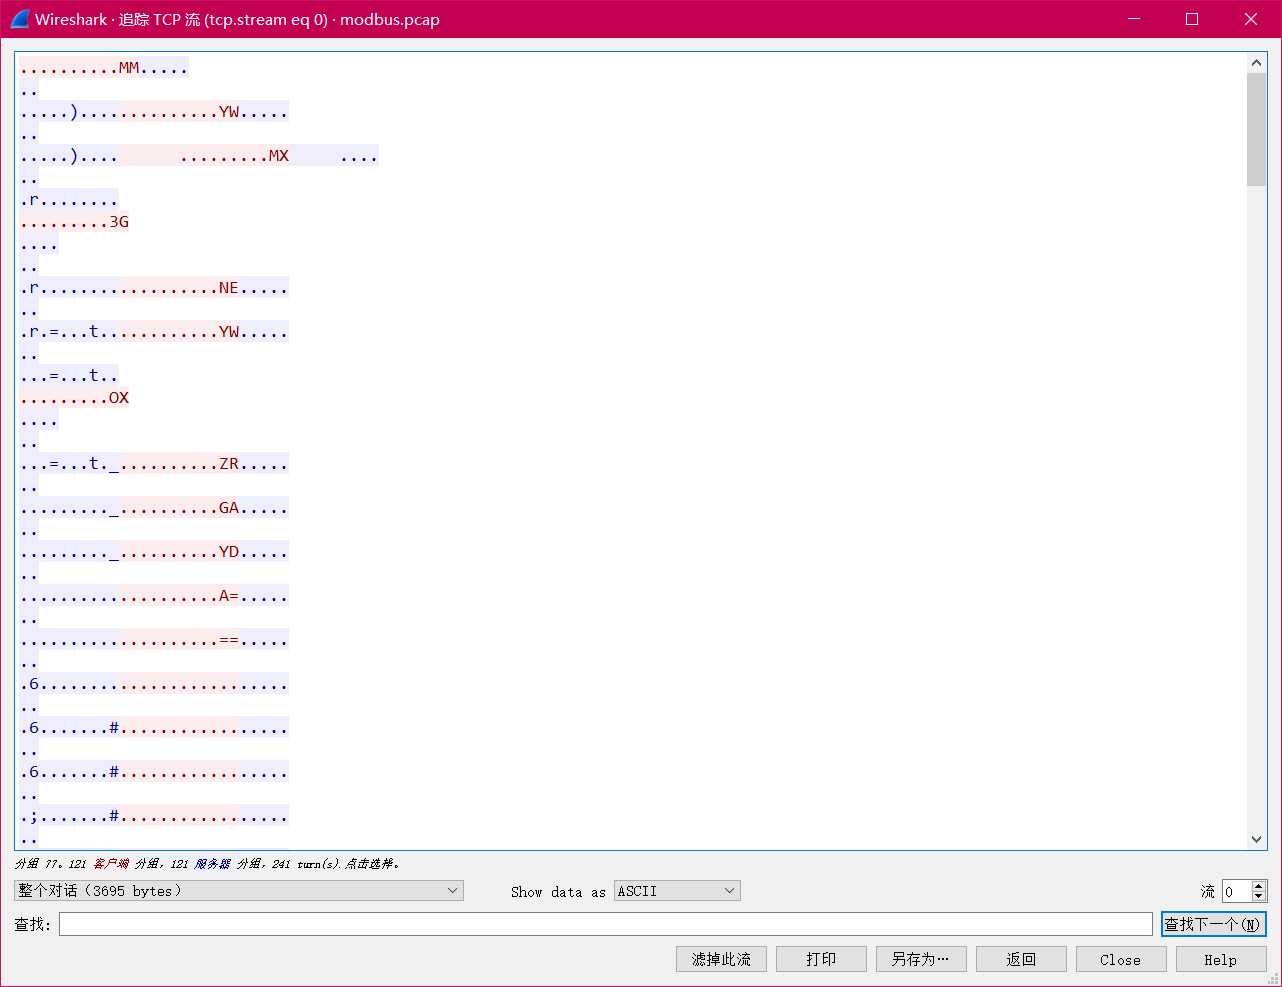 Wireshark · 追踪 TCP 流 (tcp.stream eq 0) · modbus.pcap
..........MM.....
..
.....)..............YW.....
..
.....).... .........MX ....
..
.r........
.........3G
....
..
.r..................NE.....
..
.r.=...t............YW.....
..
...=...t..
.........OX
....
..
...=...t._..........ZR.....
..
........._..........GA.....
..
........._..........YD.....
..
....................A=.....
..
....................==.....
..
.6.........................
..
.6.......#.................
..
.6.......#.................
..
.;.......#.................
..
分组 77。121 客户端 分组，121 服务器 分组，241 turn(s).点击选择。
整个对话（3695 bytes） Show data as ASCII 流 0
查找: 查找下一个(N)
滤掉此流 打印 另存为… 返回 Close Help